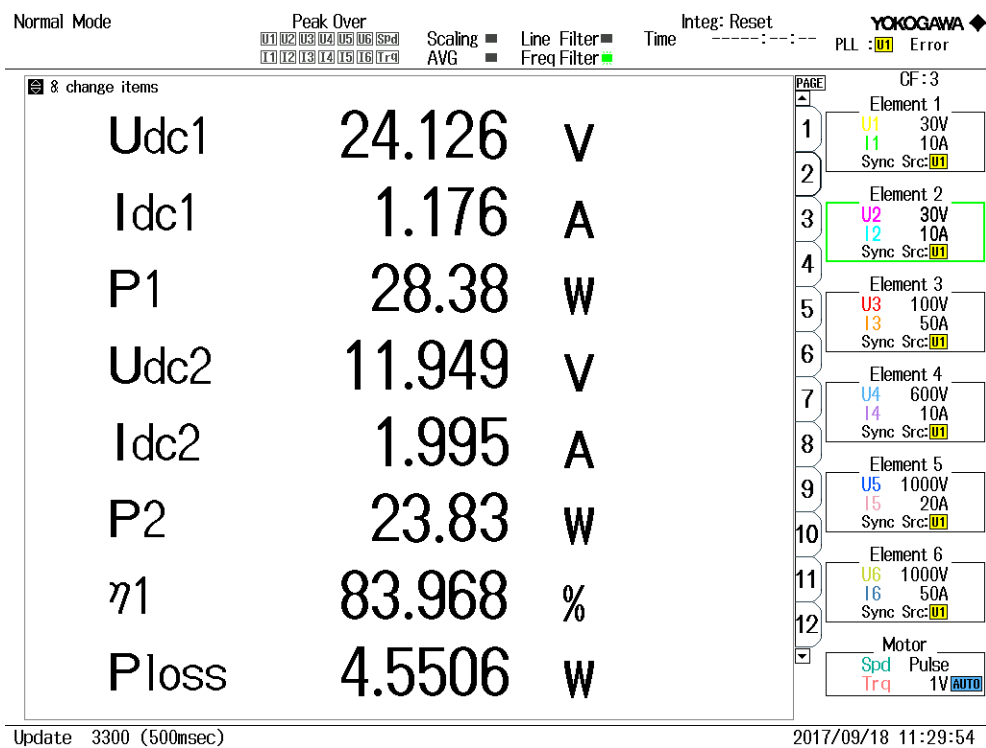 Normal Mode
Peak Over
U1 U2 U3 U4 U5 U6 Spd
I1 I2 I3 I4 I5 I6 Trq
Scaling
AVG
Line Filter
Freq Filter
Integ: Reset
Time -----:--:--
YOKOGAWA
PLL :U1 Error
& change items
Udc1 24.126 V
Idc1 1.176 A
P1 28.38 W
Udc2 11.949 V
Idc2 1.995 A
P2 23.83 W
η1 83.968 %
Ploss 4.5506 W
PAGE
1
2
3
4
5
6
7
8
9
10
11
12
CF:3
Element 1
U1 30V
I1 10A
Sync Src:U1
Element 2
U2 30V
I2 10A
Sync Src:U1
Element 3
U3 100V
I3 50A
Sync Src:U1
Element 4
U4 600V
I4 10A
Sync Src:U1
Element 5
U5 1000V
I5 20A
Sync Src:U1
Element 6
U6 1000V
I6 50A
Sync Src:U1
Motor
Spd Pulse
Trq 1V AUTO
Update 3300 (500msec)
2017/09/18 11:29:54